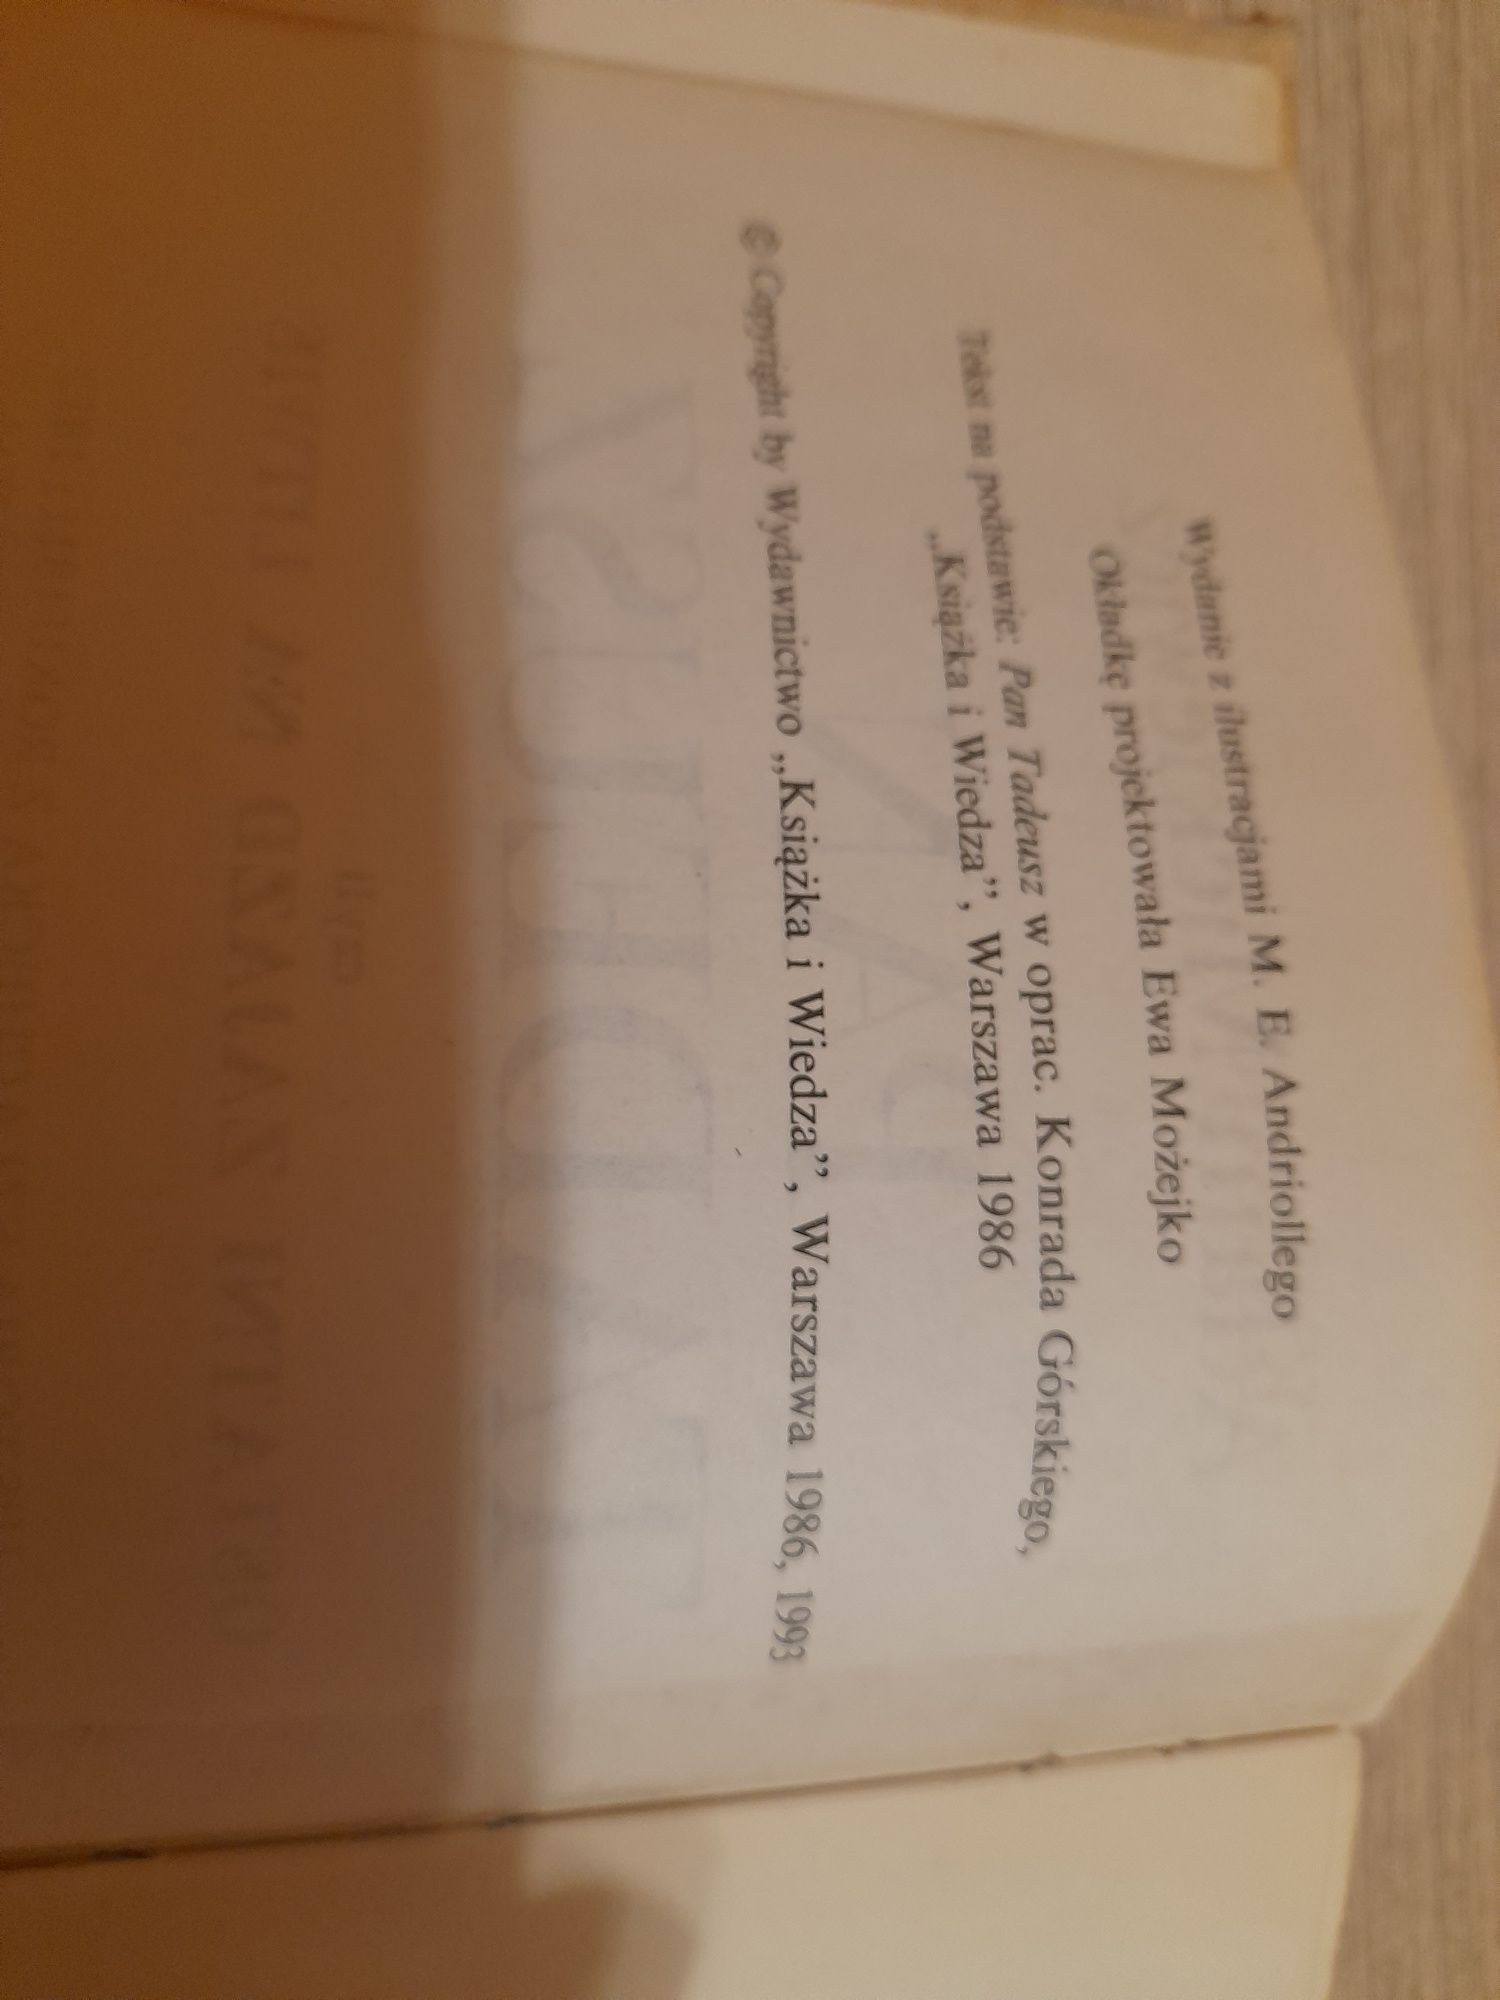 Wydanie z ilustracjami M. E. Andriollego
Okładkę projektowała Ewa Możejko
Tekst na podstawie: Pan Tadeusz w oprac. Konrada Górskiego,
„Książka i Wiedza”, Warszawa 1986
© Copyright by Wydawnictwo „Książka i Wiedza”, Warszawa 1986, 1993